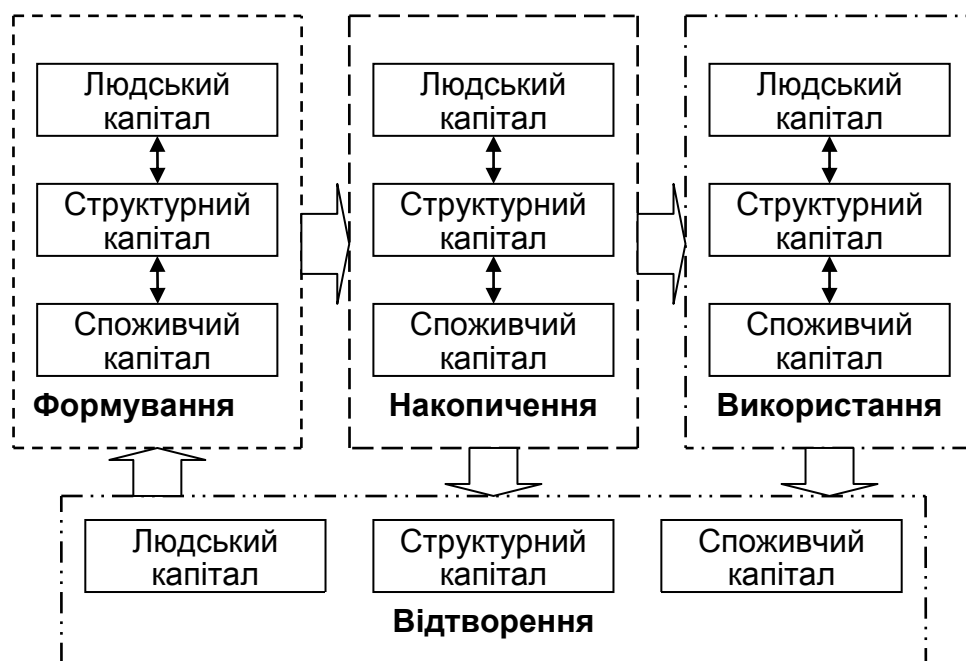 Людський
капітал
Структурний
капітал
Споживчий
капітал
Формування
Людський
капітал
Структурний
капітал
Споживчий
капітал
Накопичення
Людський
капітал
Структурний
капітал
Споживчий
капітал
Використання
Людський
капітал
Структурний
капітал
Споживчий
капітал
Відтворення